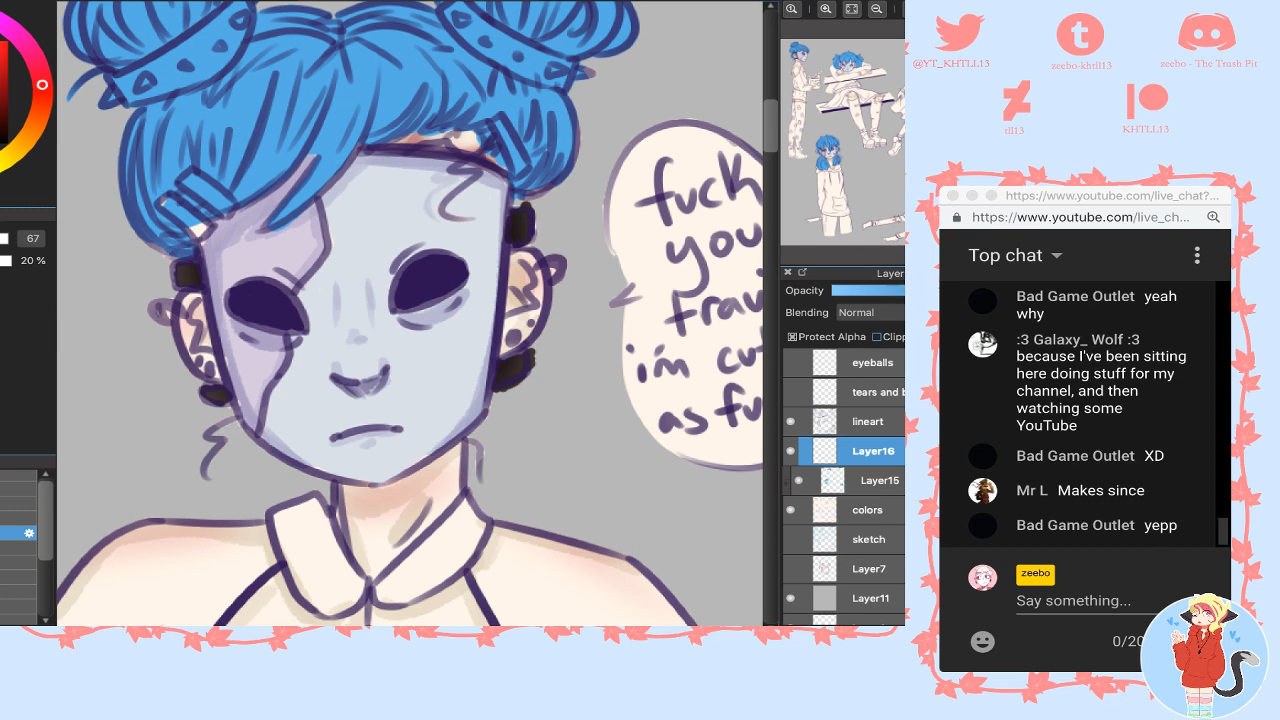 67
20 %
fuck
you
trav
i'm cu
as fu
Layer
Opacity
Blending Normal
Protect Alpha Clipp
eyeballs
tears and b
lineart
Layer16
Layer15
colors
sketch
Layer7
Layer11
@YT_KHTLL13
zeebo-khtll13
zeebo - The Trash Pit
tll13
KHTLL13
https://www.youtube.com/live_chat?...
https://www.youtube.com/live_ch...
Top chat
Bad Game Outlet yeah
why
:3 Galaxy_ Wolf :3
because I've been sitting
here doing stuff for my
channel, and then
watching some
YouTube
Bad Game Outlet XD
Mr L Makes since
Bad Game Outlet yepp
zeebo
Say something...
0/20